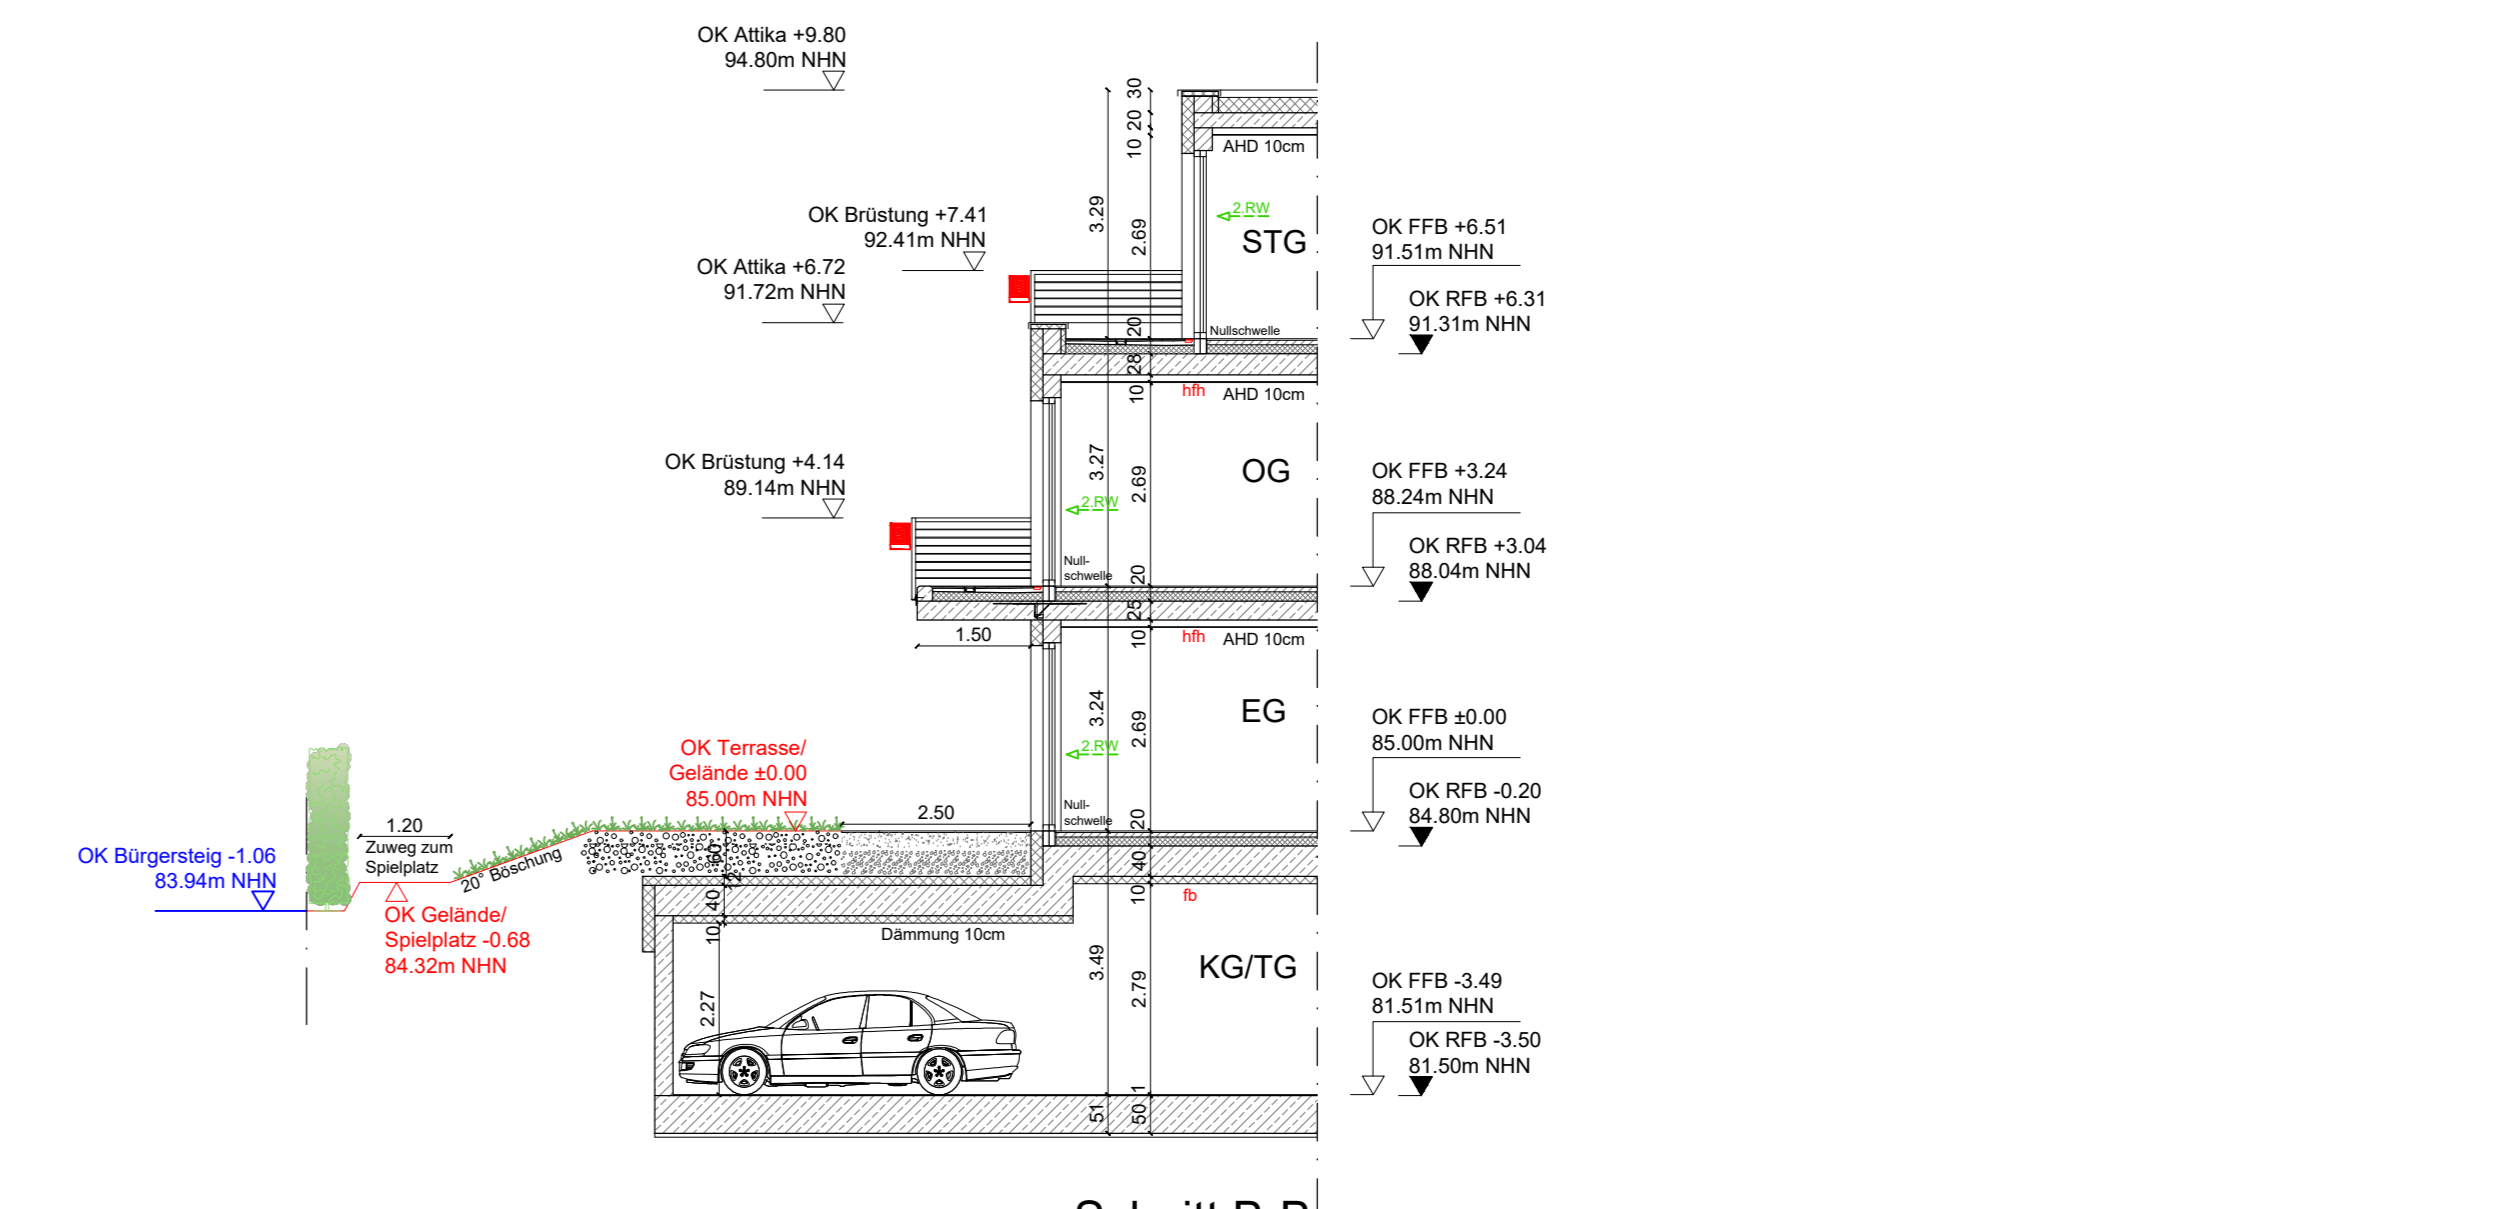 OK Attika +9.80
94.80m NHN
OK Brüstung +7.41
92.41m NHN
OK Attika +6.72
91.72m NHN
OK Brüstung +4.14
89.14m NHN
OK Terrasse/
Gelände ±0.00
85.00m NHN
OK Bürgersteig -1.06
83.94m NHN
1.20
Zuweg zum
Spielplatz
20° Böschung
OK Gelände/
Spielplatz -0.68
84.32m NHN
2.50
1.50
60
12
40
10
2.27
Dämmung 10cm
30
20
10
3.29
2.69
AHD 10cm
2.RW
STG
Nullschwelle
20
28
10
hfh
AHD 10cm
3.27
2.69
OG
2.RW
Null-
schwelle
20
25
10
hfh
AHD 10cm
3.24
2.69
EG
2.RW
Null-
schwelle
20
40
10
fb
3.49
2.79
KG/TG
1
51
50
OK FFB +6.51
91.51m NHN
OK RFB +6.31
91.31m NHN
OK FFB +3.24
88.24m NHN
OK RFB +3.04
88.04m NHN
OK FFB ±0.00
85.00m NHN
OK RFB -0.20
84.80m NHN
OK FFB -3.49
81.51m NHN
OK RFB -3.50
81.50m NHN